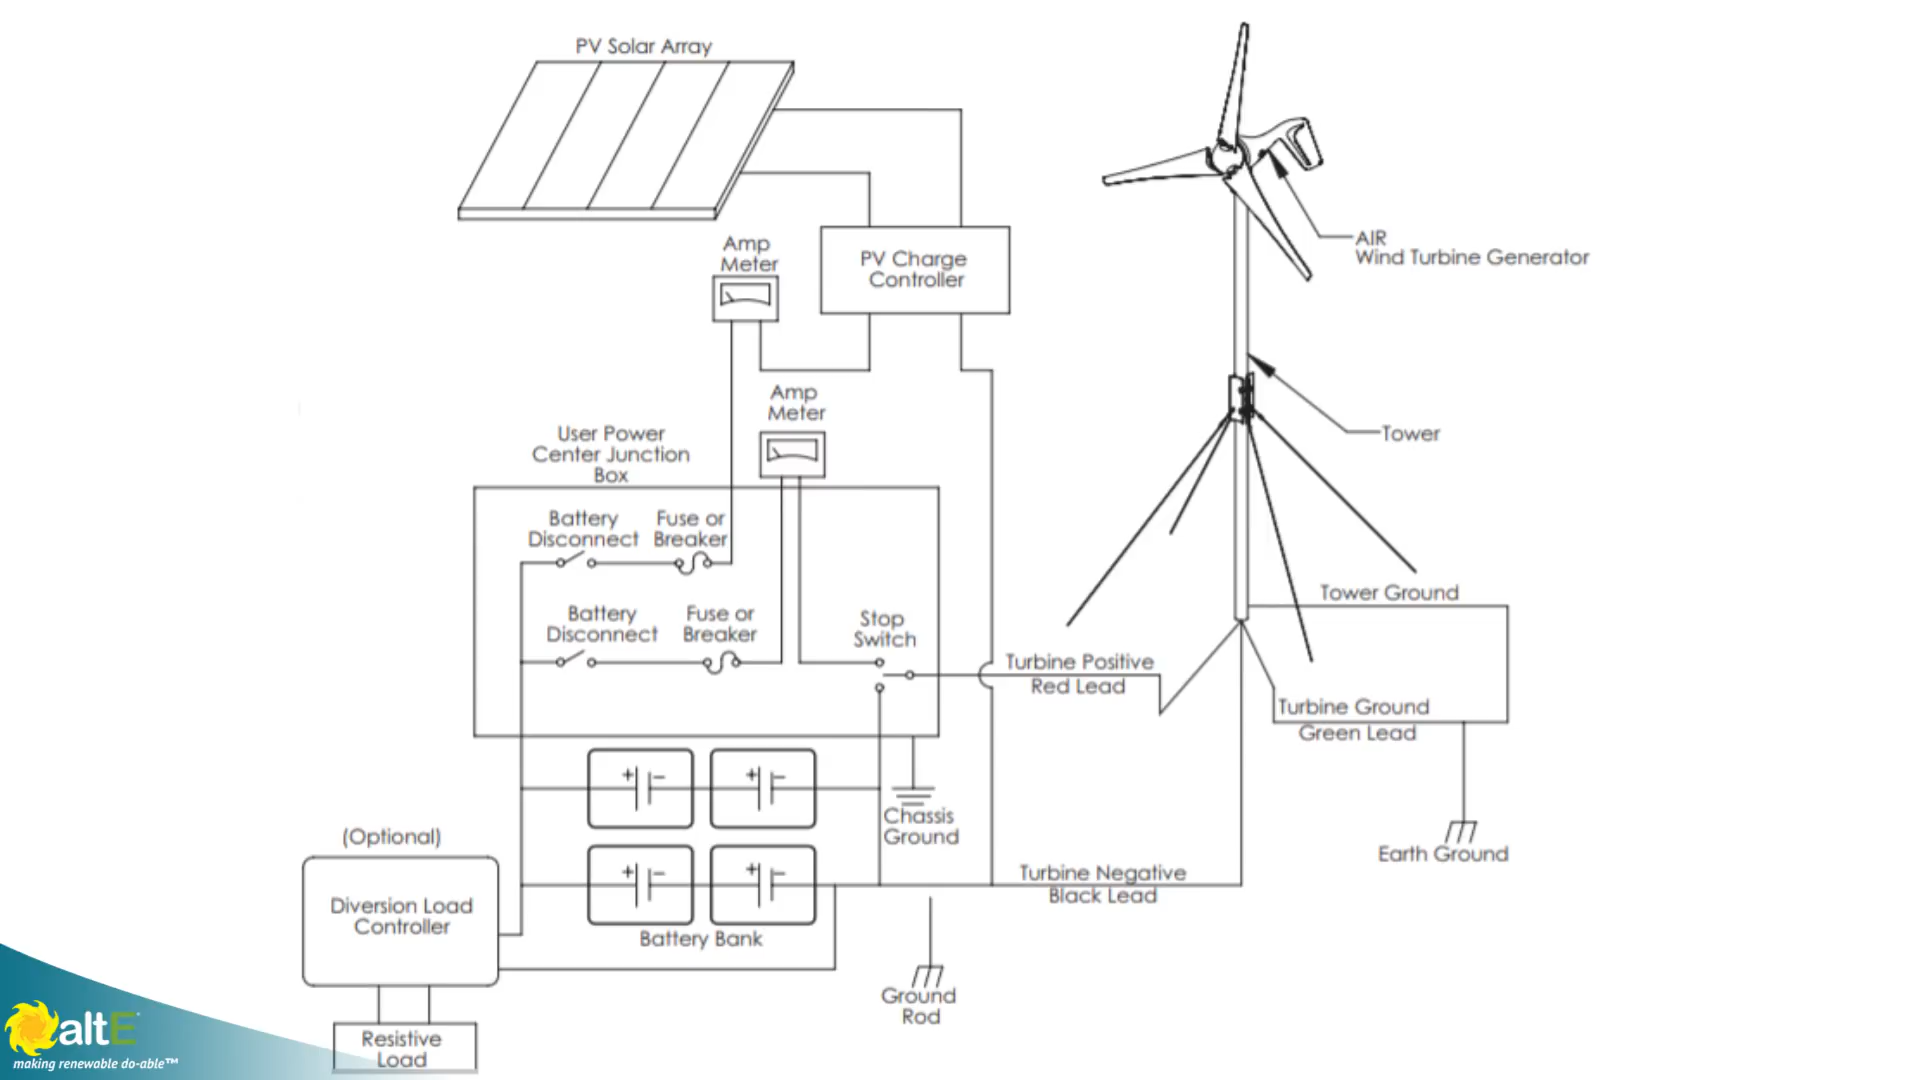 PV Solar Array
Amp
Meter
PV Charge
Controller
AIR
Wind Turbine Generator
Amp
Meter
Tower
User Power
Center Junction
Box
Battery
Disconnect
Fuse or
Breaker
Battery
Disconnect
Fuse or
Breaker
Stop
Switch
Tower Ground
Turbine Positive
Red Lead
Turbine Ground
Green Lead
+ − + −
Chassis
Ground
(Optional)
Earth Ground
+ − + −
Turbine Negative
Black Lead
Diversion Load
Controller
Battery Bank
Ground
Rod
Resistive
Load
altE
making renewable do-able™